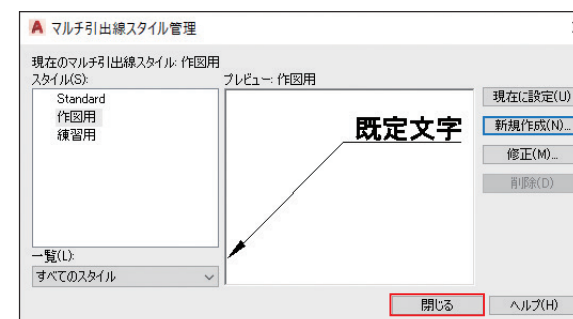 マルチ引出線スタイル管理
現在のマルチ引出線スタイル: 作図用
スタイル(S):
プレビュー: 作図用
Standard
作図用
練習用
既定文字
現在に設定(U)
新規作成(N)...
修正(M)...
削除(D)
一覧(L):
すべてのスタイル
閉じる
ヘルプ(H)